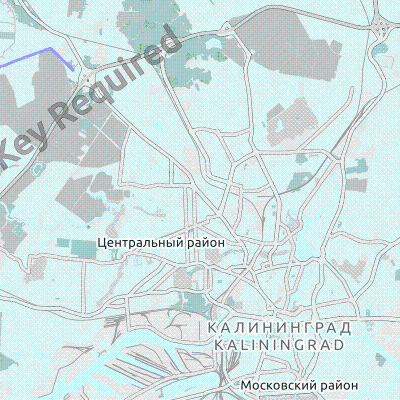 Key Required
Центральный район
КАЛИНИНГРАД
KALININGRAD
Московский район